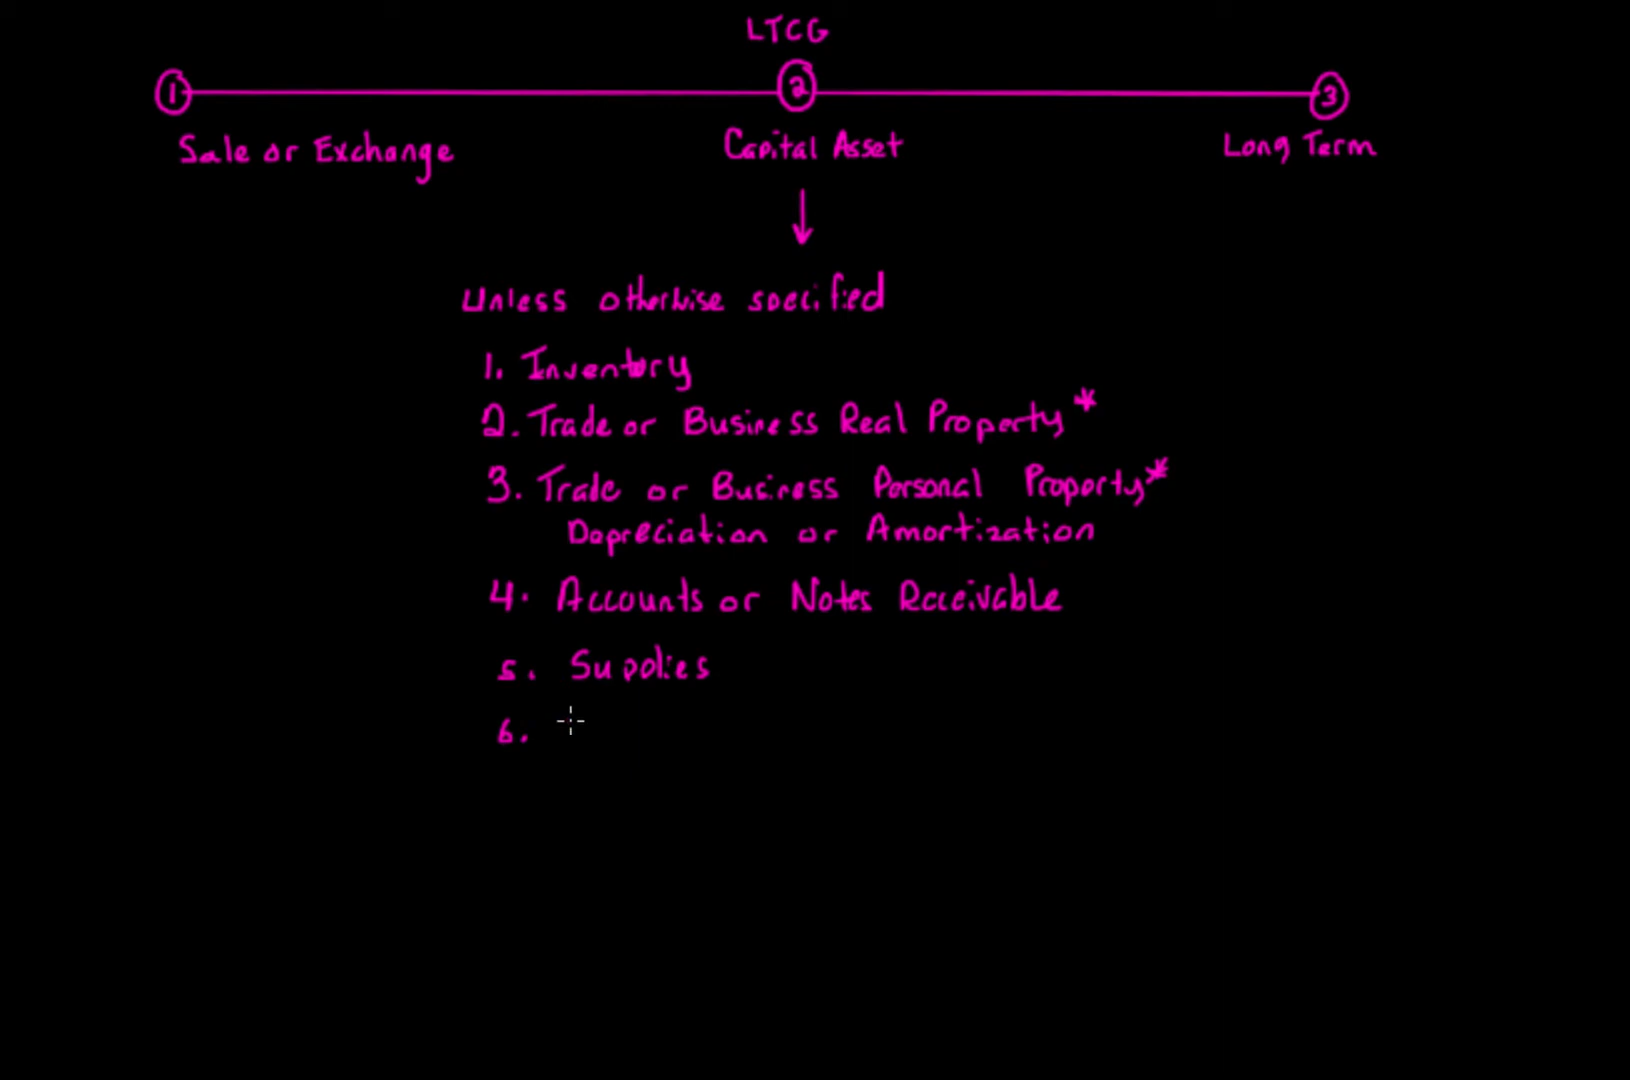 LTCG
1 2 3
Sale or Exchange Capital Asset Long Term
Unless otherwise specified
1. Inventory
2. Trade or Business Real Property*
3. Trade or Business Personal Property*
Depreciation or Amortization
4. Accounts or Notes Receivable
5. Supplies
6.